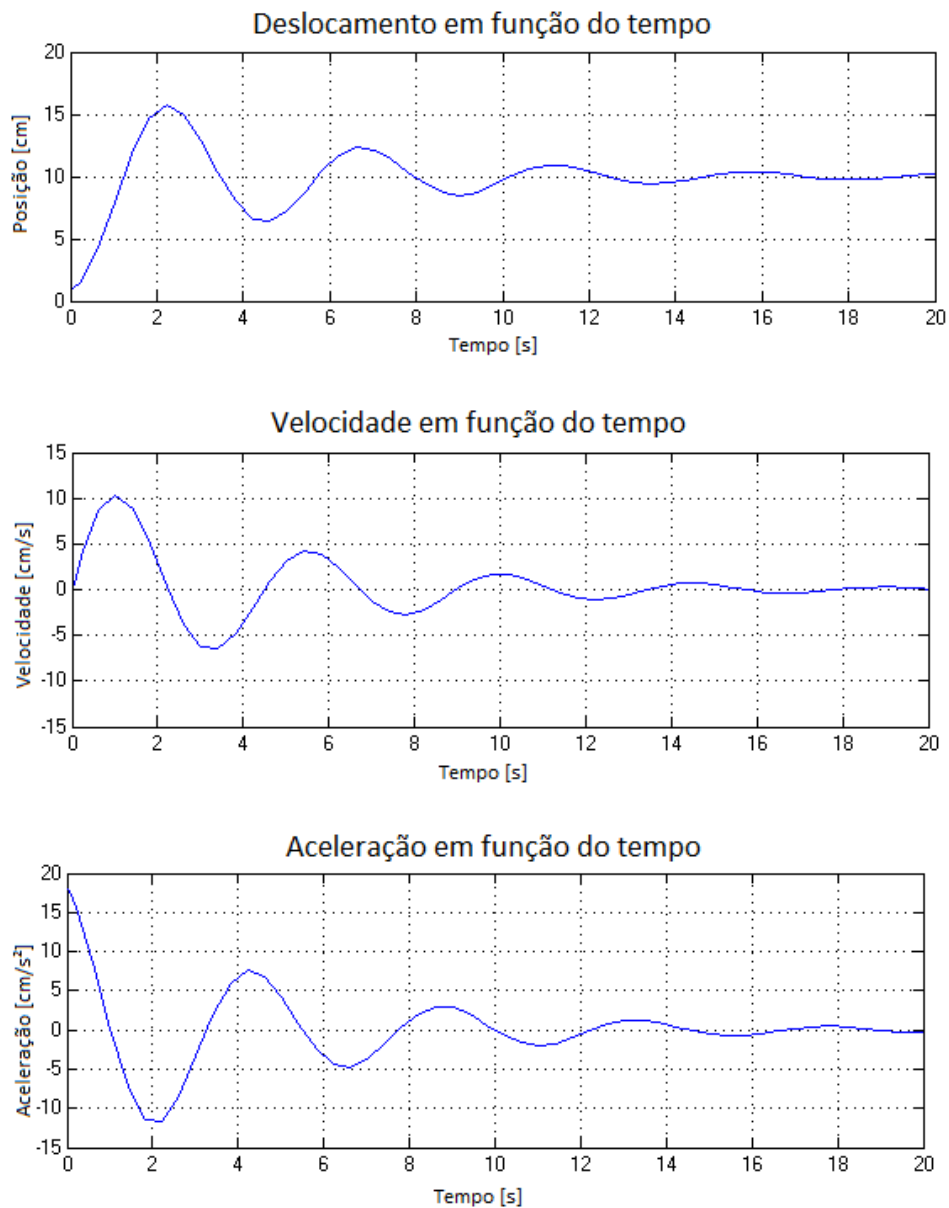 Deslocamento em função do tempo
20
15
10
5
0
Posição [cm]
0 2 4 6 8 10 12 14 16 18 20
Tempo [s]
Velocidade em função do tempo
15
10
5
0
-5
-10
-15
Velocidade [cm/s]
0 2 4 6 8 10 12 14 16 18 20
Tempo [s]
Aceleração em função do tempo
20
15
10
5
0
-5
-10
-15
Aceleração [cm/s²]
0 2 4 6 8 10 12 14 16 18 20
Tempo [s]